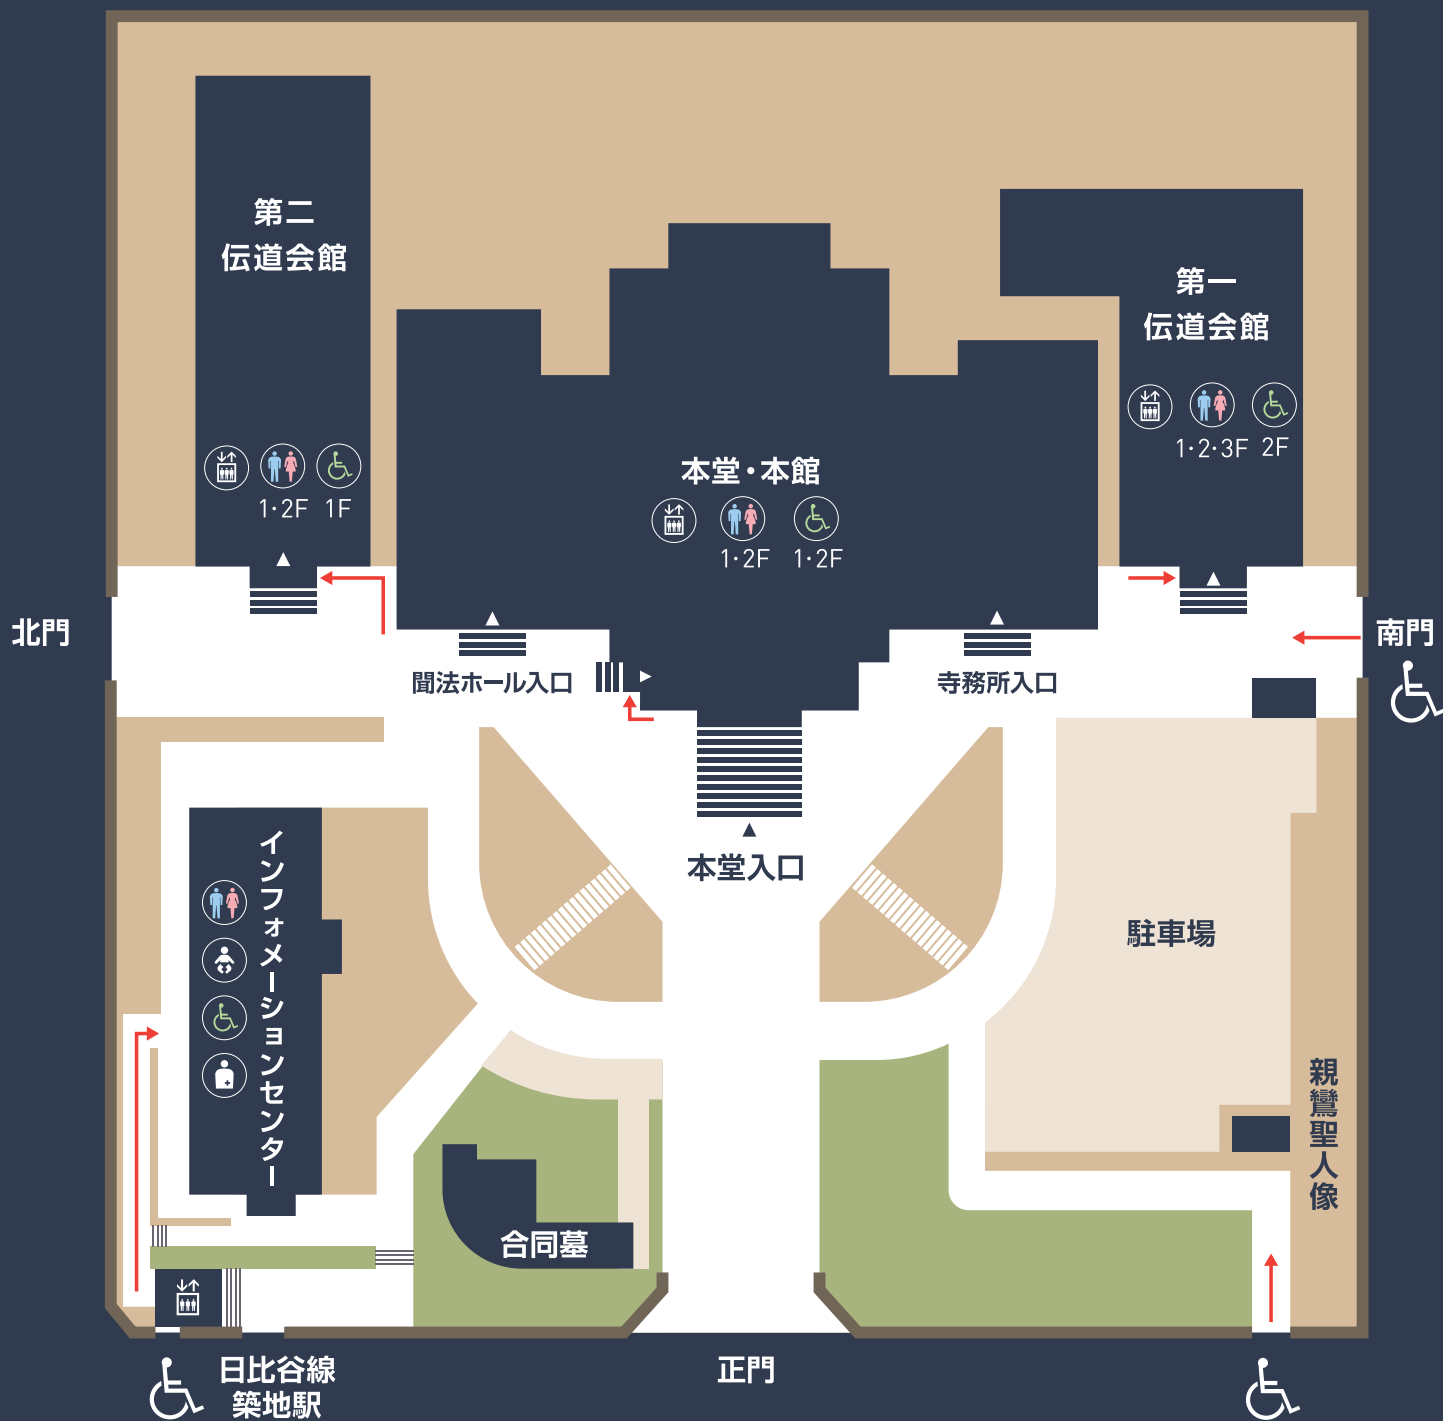 第二
伝道会館
1・2F 1F
第一
伝道会館
1・2・3F 2F
本堂・本館
1・2F 1・2F
北門
南門
聞法ホール入口
寺務所入口
本堂入口
インフォメーションセンター
駐車場
親鸞聖人像
合同墓
日比谷線
築地駅
正門